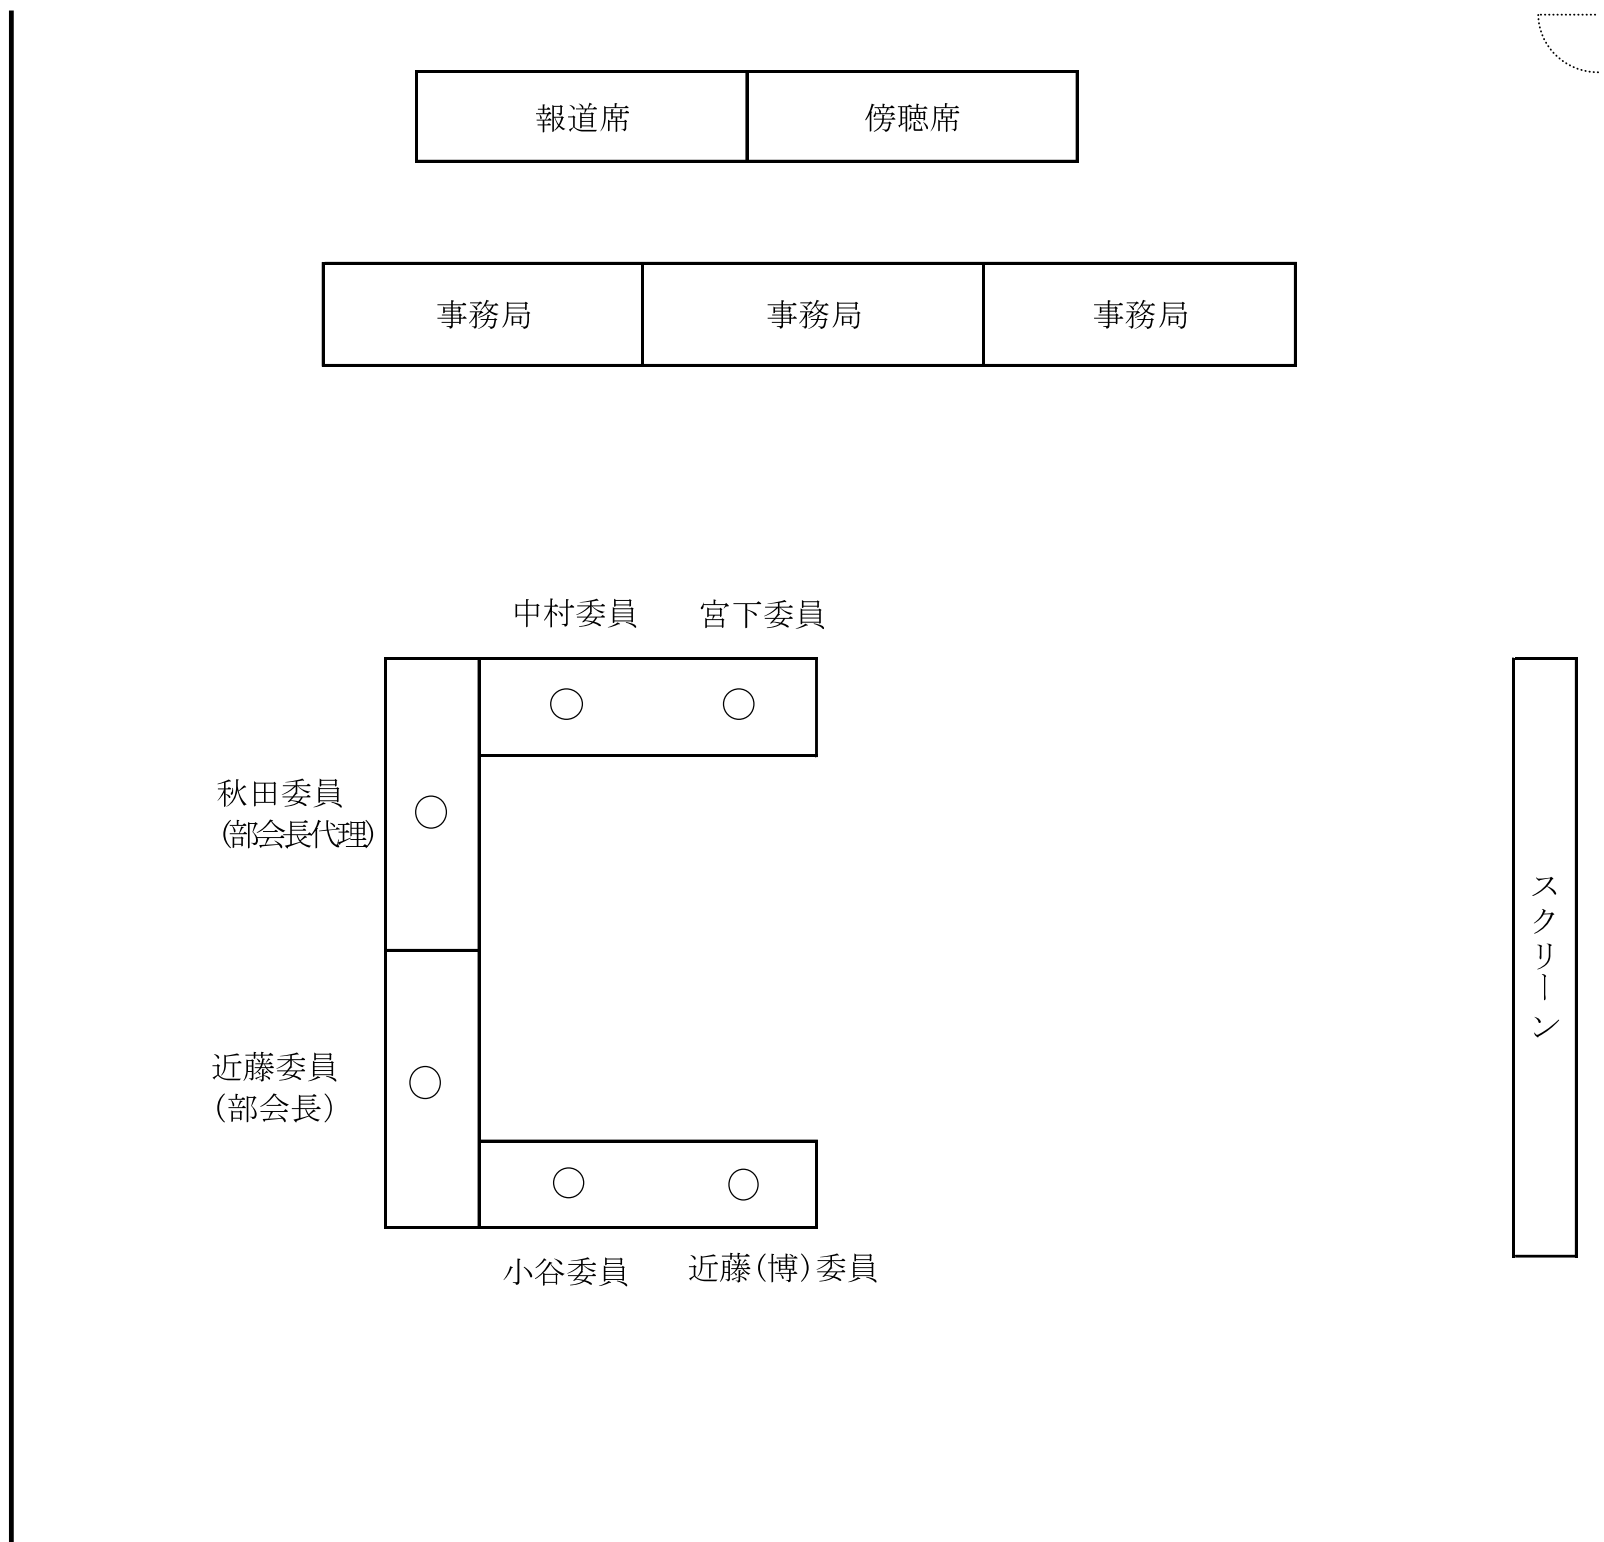 報道席
傍聴席
事務局
事務局
事務局
中村委員
宮下委員
秋田委員
(部会長代理)
近藤委員
(部会長)
小谷委員
近藤(博)委員
スクリーン